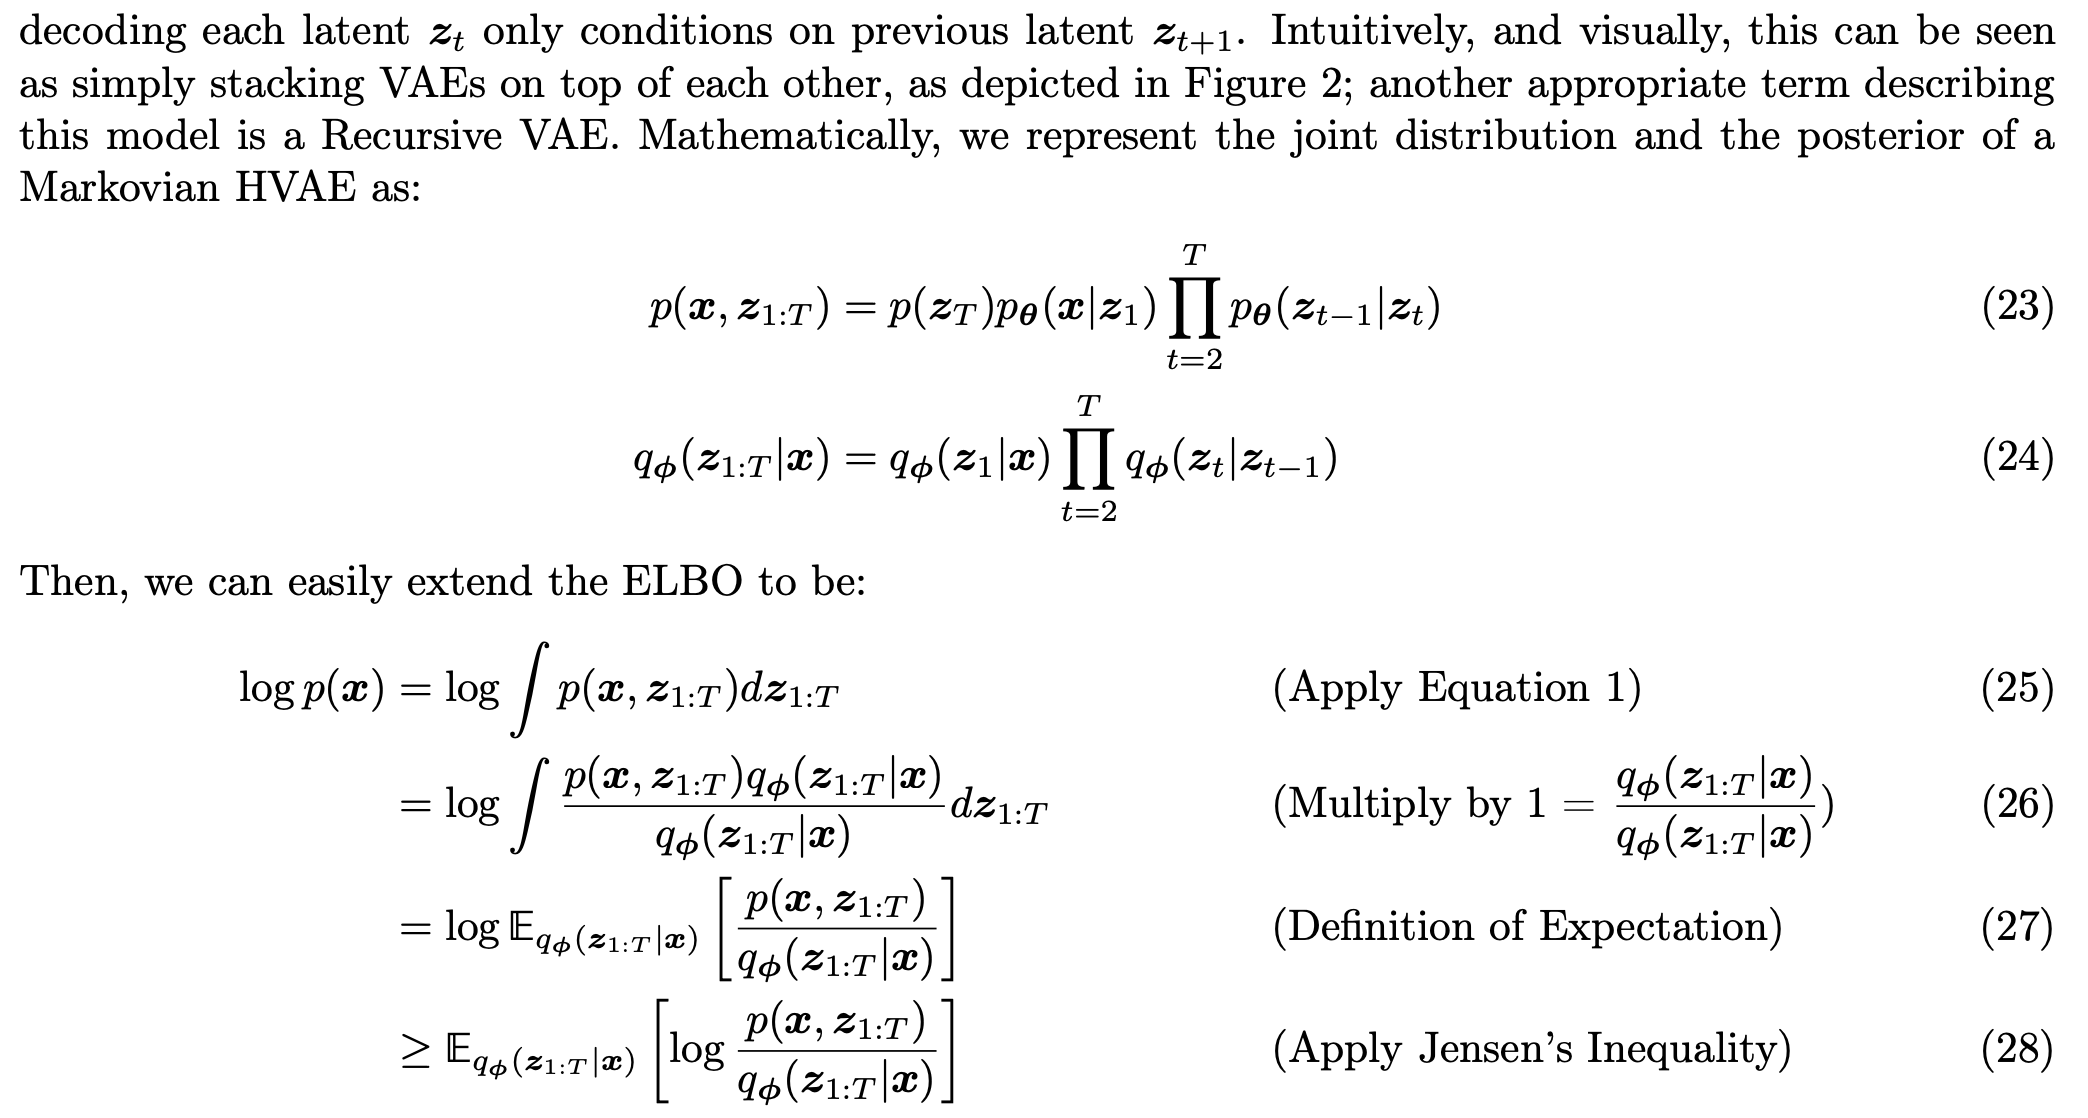 decoding each latent z_t only conditions on previous latent z_{t+1}. Intuitively, and visually, this can be seen
as simply stacking VAEs on top of each other, as depicted in Figure 2; another appropriate term describing
this model is a Recursive VAE. Mathematically, we represent the joint distribution and the posterior of a
Markovian HVAE as:
p(x, z_{1:T}) = p(z_T)p_θ(x|z_1) ∏_{t=2}^{T} p_θ(z_{t−1}|z_t) (23)
q_ϕ(z_{1:T}|x) = q_ϕ(z_1|x) ∏_{t=2}^{T} q_ϕ(z_t|z_{t−1}) (24)
Then, we can easily extend the ELBO to be:
log p(x) = log ∫ p(x, z_{1:T})dz_{1:T} (Apply Equation 1) (25)
= log ∫ \frac{p(x, z_{1:T})q_ϕ(z_{1:T}|x)}{q_ϕ(z_{1:T}|x)} dz_{1:T} (Multiply by 1 = \frac{q_ϕ(z_{1:T}|x)}{q_ϕ(z_{1:T}|x)}) (26)
= log 𝔼_{q_ϕ(z_{1:T}|x)} [\frac{p(x, z_{1:T})}{q_ϕ(z_{1:T}|x)}] (Definition of Expectation) (27)
≥ 𝔼_{q_ϕ(z_{1:T}|x)} [log \frac{p(x, z_{1:T})}{q_ϕ(z_{1:T}|x)}] (Apply Jensen's Inequality) (28)